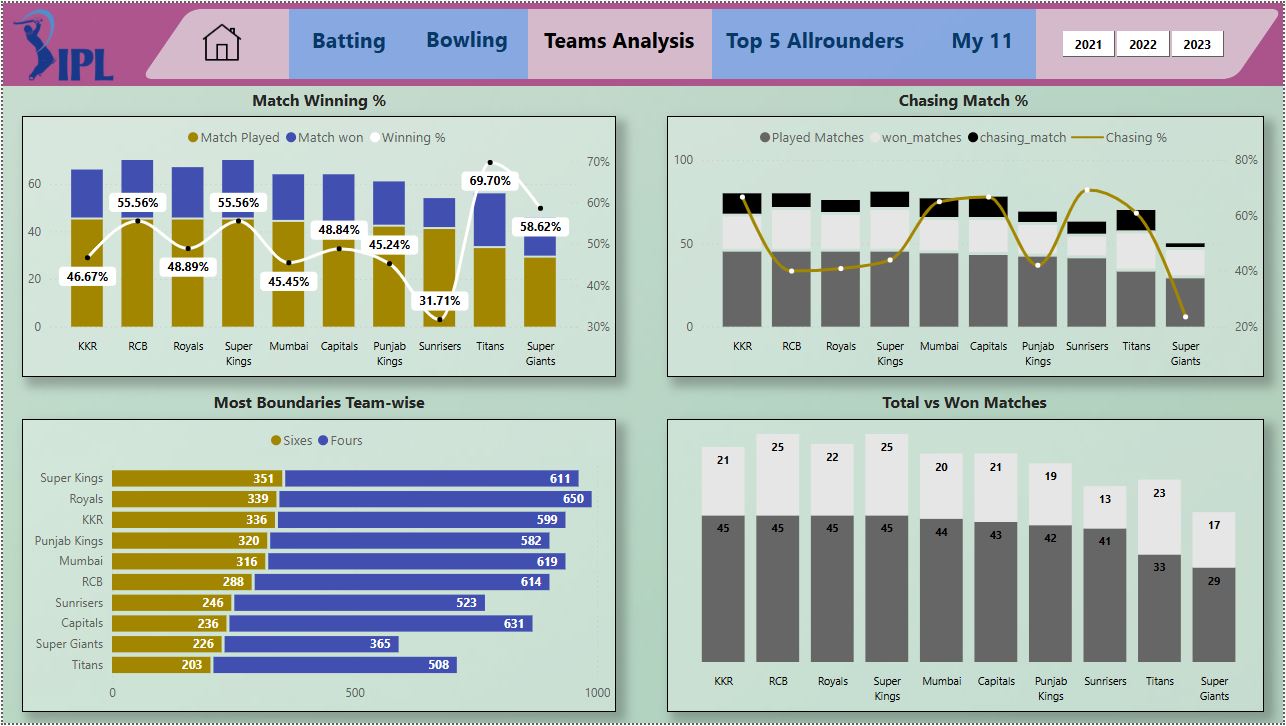 IPL
Batting
Bowling
Teams Analysis
Top 5 Allrounders
My 11
2021
2022
2023
Match Winning %
Match Played Match won Winning %
60
40
20
0
70%
60%
50%
40%
30%
46.67%
55.56%
48.89%
55.56%
45.45%
48.84%
45.24%
31.71%
69.70%
58.62%
KKR
RCB
Royals
Super
Kings
Mumbai
Capitals
Punjab
Kings
Sunrisers
Titans
Super
Giants
Chasing Match %
Played Matches won_matches chasing_match Chasing %
100
50
0
80%
60%
40%
20%
KKR
RCB
Royals
Super
Kings
Mumbai
Capitals
Punjab
Kings
Sunrisers
Titans
Super
Giants
Most Boundaries Team-wise
Sixes Fours
Super Kings 351 611
Royals 339 650
KKR 336 599
Punjab Kings 320 582
Mumbai 316 619
RCB 288 614
Sunrisers 246 523
Capitals 236 631
Super Giants 226 365
Titans 203 508
0 500 1000
Total vs Won Matches
21 25 22 25 20 21 19 13 23 17
45 45 45 45 44 43 42 41 33 29
KKR
RCB
Royals
Super
Kings
Mumbai
Capitals
Punjab
Kings
Sunrisers
Titans
Super
Giants